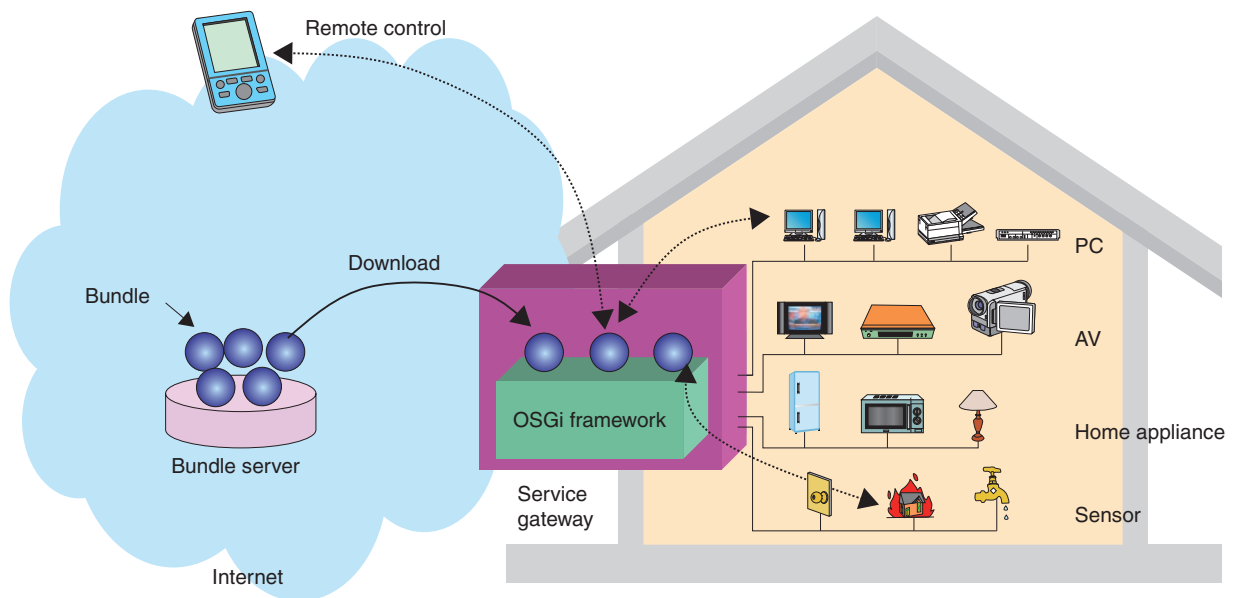 Remote control
Download
Bundle
Bundle server
Internet
OSGi framework
Service
gateway
PC
AV
Home appliance
Sensor